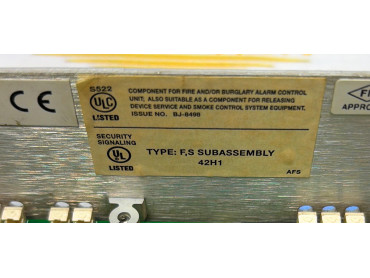 CE
S522
ULC
LISTED
COMPONENT FOR FIRE AND/OR BURGLARY ALARM CONTROL
UNIT, ALSO SUITABLE AS A COMPONENT FOR RELEASING
DEVICE SERVICE AND SMOKE CONTROL SYSTEM EQUIPMENT.
ISSUE NO. BJ-8498
SECURITY
SIGNALING
UL
LISTED
TYPE: F,S SUBASSEMBLY
42H1
AFS
APPRO